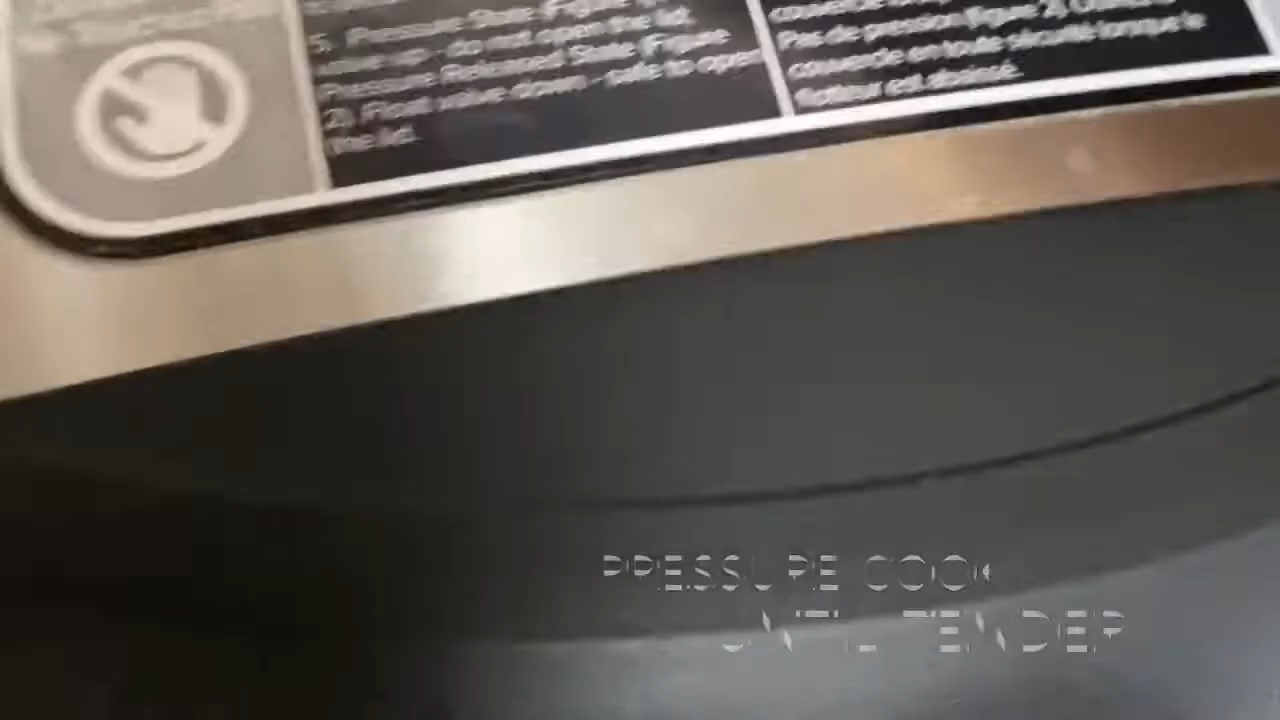 5. Pressure State (Figure
do not open the lid.
Pressure Released State (Figure
2) Float valve down - safe to open
the lid.
Pas de pression (figure 2) Ouvrez le
couvercle en toute sécurité lorsque le
flotteur est abaissé.
PRESSURE COOK
UNTIL TENDER